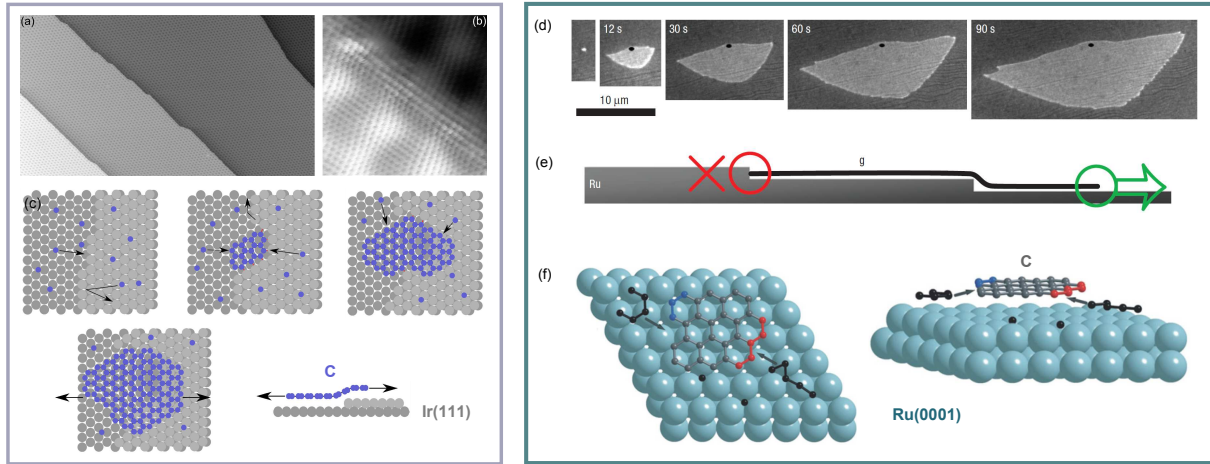 (a)
(b)
(c)
C
Ir(111)
(d)
12 s
30 s
60 s
90 s
10 μm
(e)
g
Ru
(f)
C
Ru(0001)